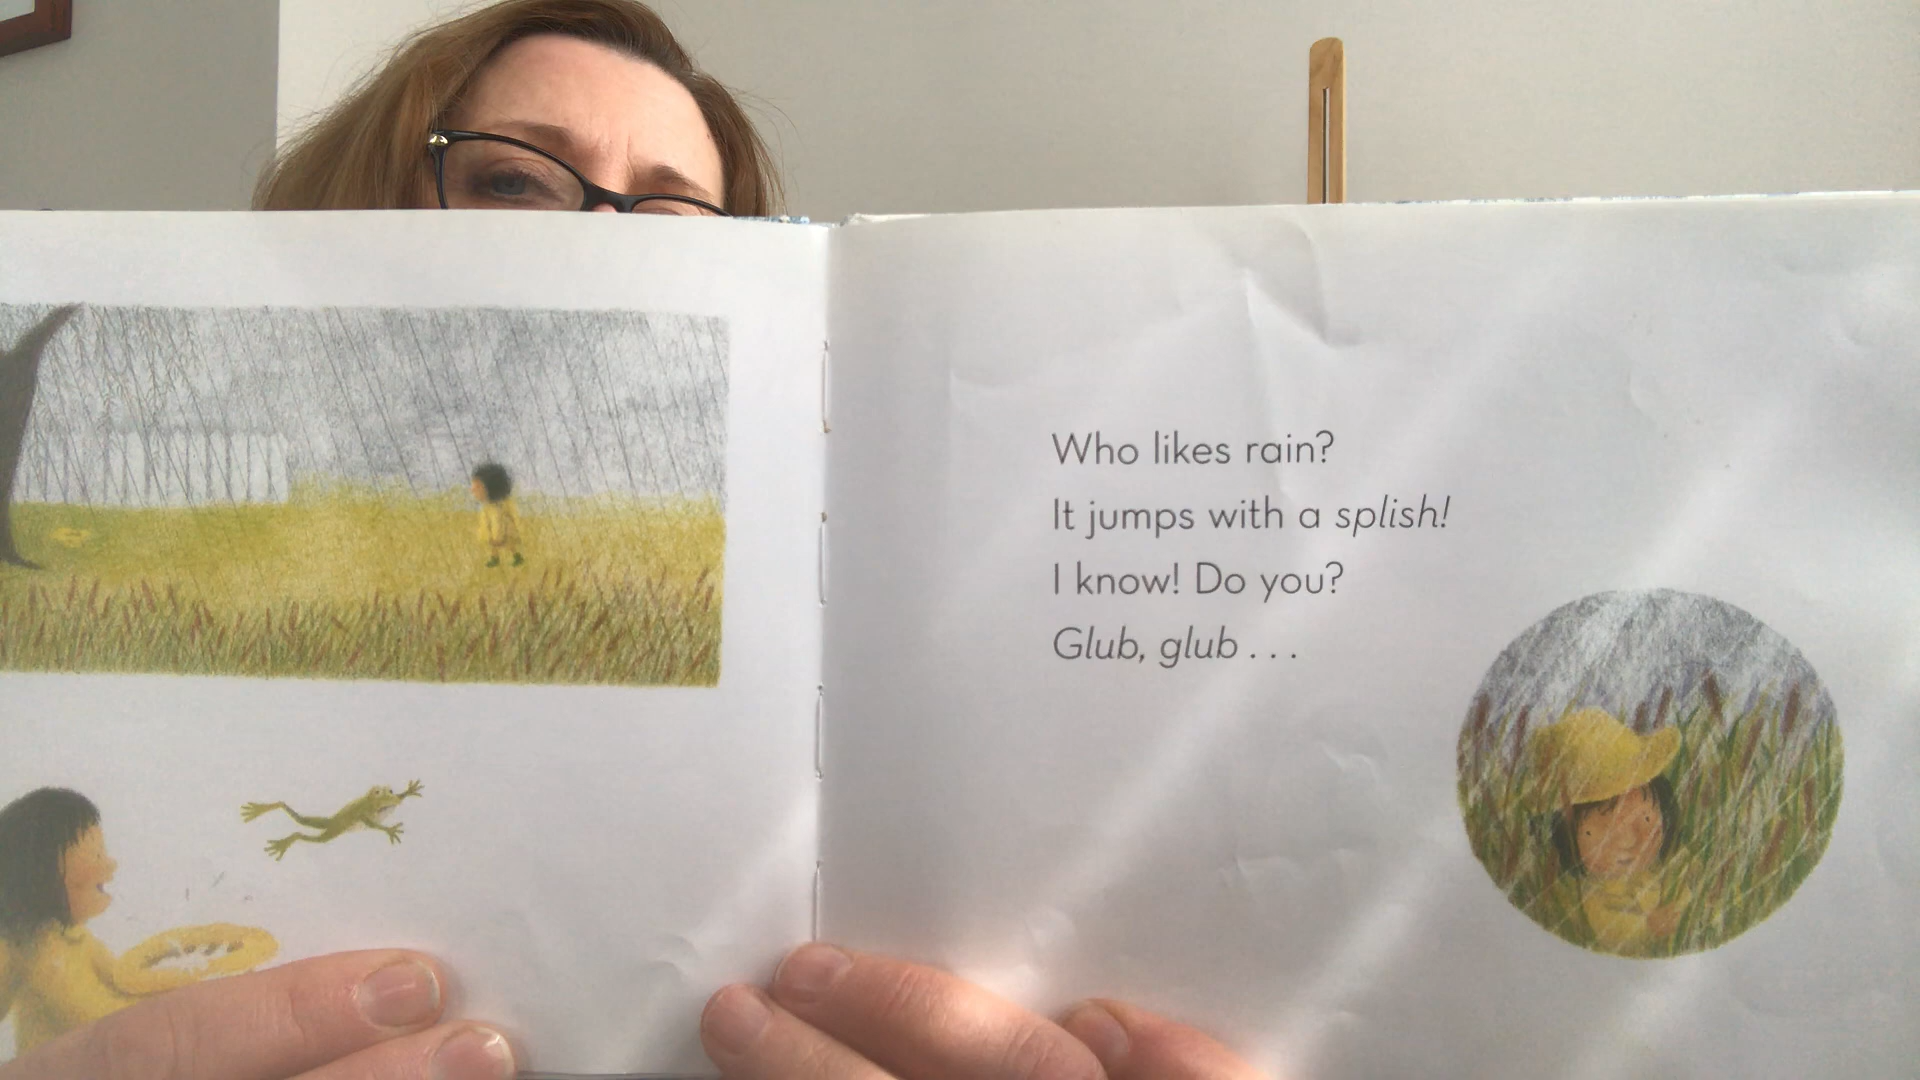 Who likes rain?
It jumps with a splish!
I know! Do you?
Glub, glub . . .